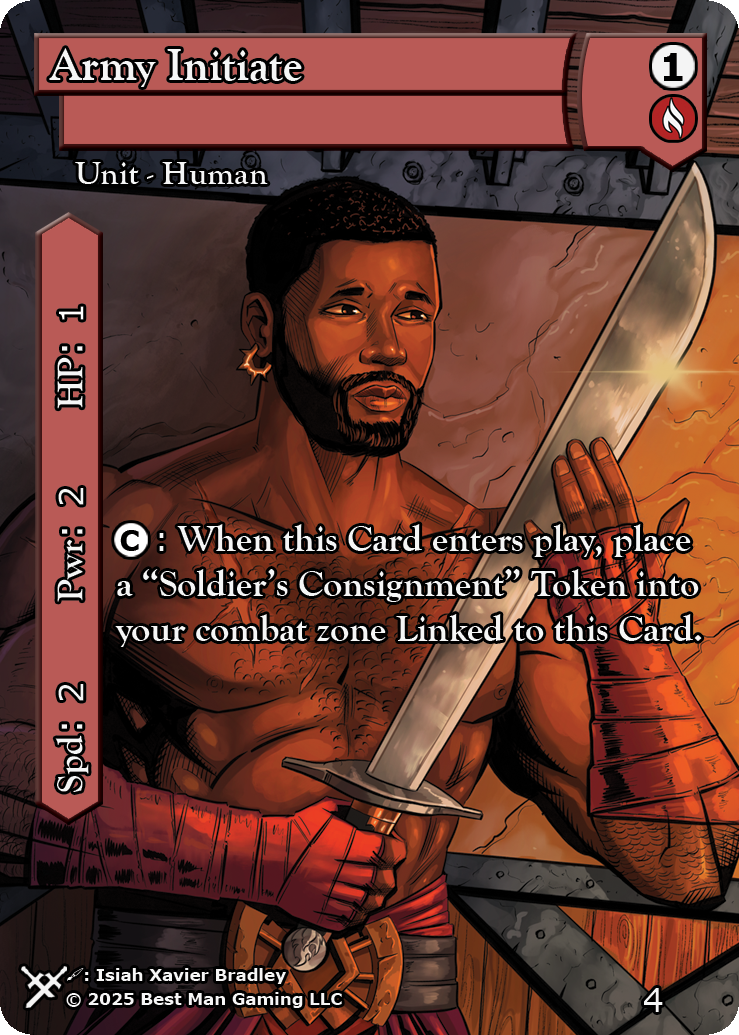 Army Initiate
1
Unit - Human
HP: 1
Pwr: 2
Spd: 2
C : When this Card enters play, place
a “Soldier’s Consignment” Token into
your combat zone Linked to this Card.
: Isiah Xavier Bradley
© 2025 Best Man Gaming LLC
4